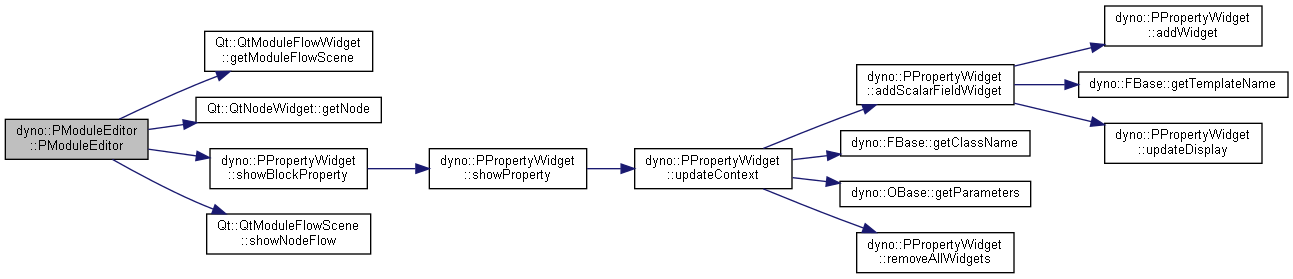 dyno::PModuleEditor
::PModuleEditor
Qt::QtModuleFlowWidget
::getModuleFlowScene
Qt::QtNodeWidget::getNode
dyno::PPropertyWidget
::showBlockProperty
Qt::QtModuleFlowScene
::showNodeFlow
dyno::PPropertyWidget
::showProperty
dyno::PPropertyWidget
::updateContext
dyno::PPropertyWidget
::addScalarFieldWidget
dyno::FBase::getClassName
dyno::OBase::getParameters
dyno::PPropertyWidget
::removeAllWidgets
dyno::PPropertyWidget
::addWidget
dyno::FBase::getTemplateName
dyno::PPropertyWidget
::updateDisplay